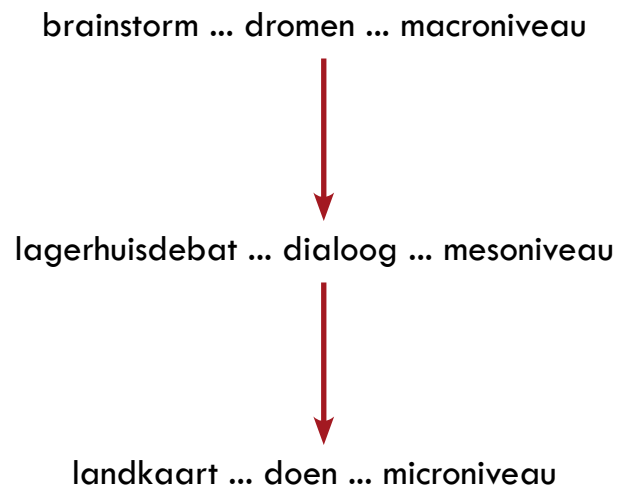 brainstorm ... dromen ... macroniveau
lagerhuisdebat ... dialoog ... mesoniveau
landkaart ... doen ... microniveau